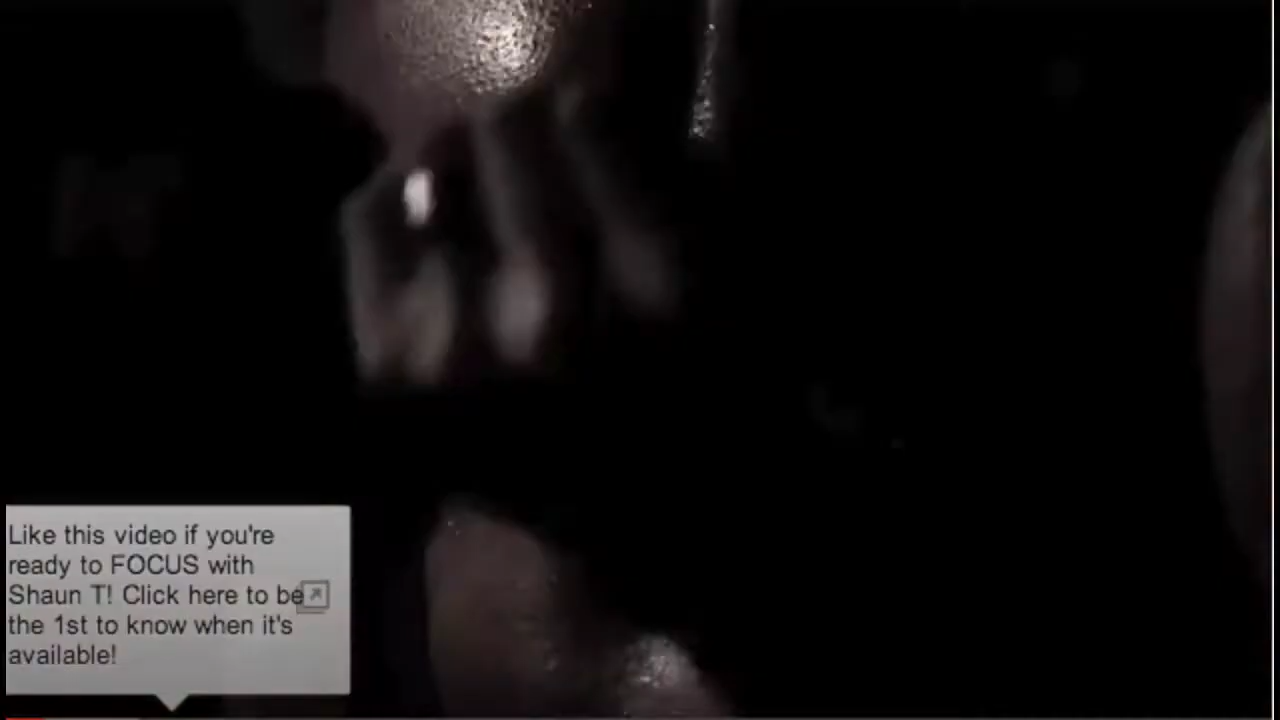 Like this video if you're
ready to FOCUS with
Shaun T! Click here to be
the 1st to know when it's
available!